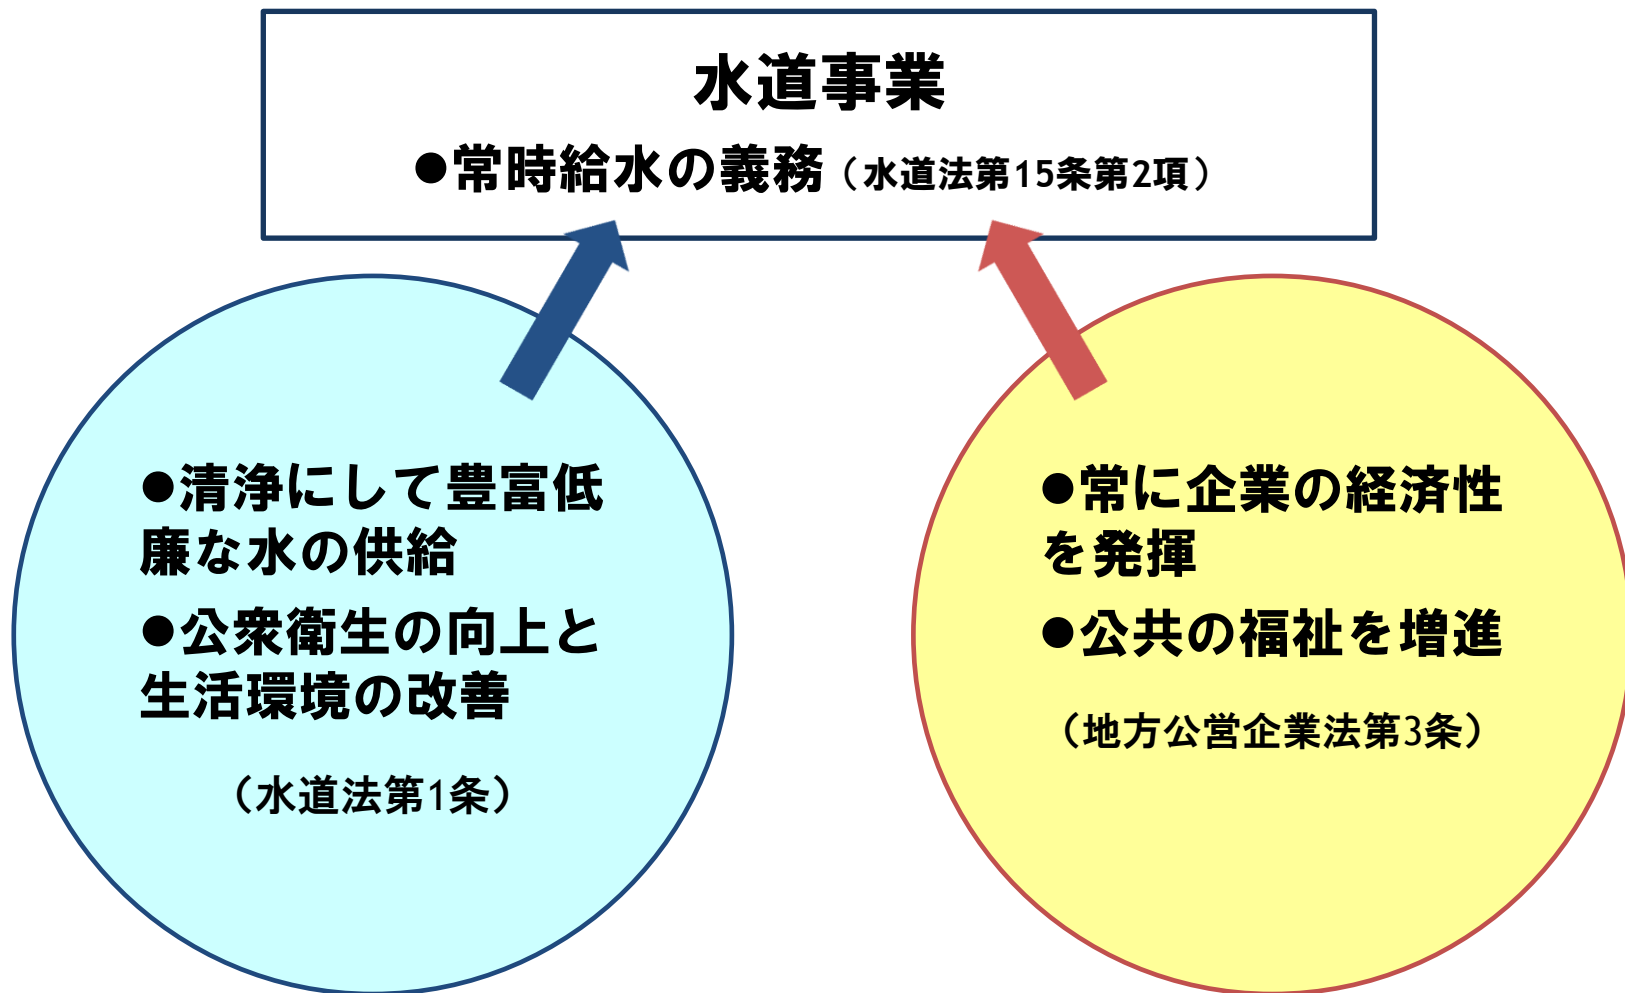 水道事業
●常時給水の義務（水道法第15条第2項）
●清浄にして豊富低
廉な水の供給
●公衆衛生の向上と
生活環境の改善
（水道法第1条）
●常に企業の経済性
を発揮
●公共の福祉を増進
（地方公営企業法第3条）